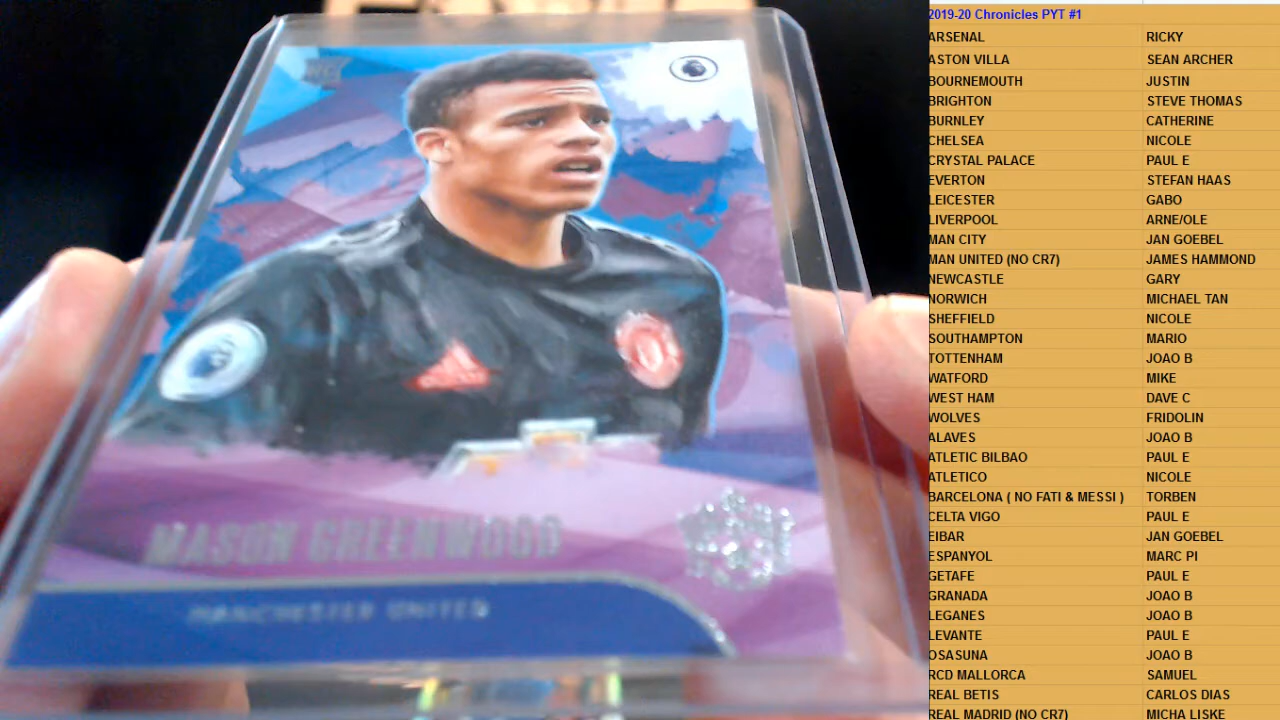 MASON GREENWOOD
MANCHESTER UNITED
2019-20 Chronicles PYT #1
ARSENAL RICKY
ASTON VILLA SEAN ARCHER
BOURNEMOUTH JUSTIN
BRIGHTON STEVE THOMAS
BURNLEY CATHERINE
CHELSEA NICOLE
CRYSTAL PALACE PAUL E
EVERTON STEFAN HAAS
LEICESTER GABO
LIVERPOOL ARNE/OLE
MAN CITY JAN GOEBEL
MAN UNITED (NO CR7) JAMES HAMMOND
NEWCASTLE GARY
NORWICH MICHAEL TAN
SHEFFIELD NICOLE
SOUTHAMPTON MARIO
TOTTENHAM JOAO B
WATFORD MIKE
WEST HAM DAVE C
WOLVES FRIDOLIN
ALAVES JOAO B
ATLETIC BILBAO PAUL E
ATLETICO NICOLE
BARCELONA ( NO FATI & MESSI ) TORBEN
CELTA VIGO PAUL E
EIBAR JAN GOEBEL
ESPANYOL MARC PI
GETAFE PAUL E
GRANADA JOAO B
LEGANES JOAO B
LEVANTE PAUL E
OSASUNA JOAO B
RCD MALLORCA SAMUEL
REAL BETIS CARLOS DIAS
REAL MADRID (NO CR7) MICHA LISKE